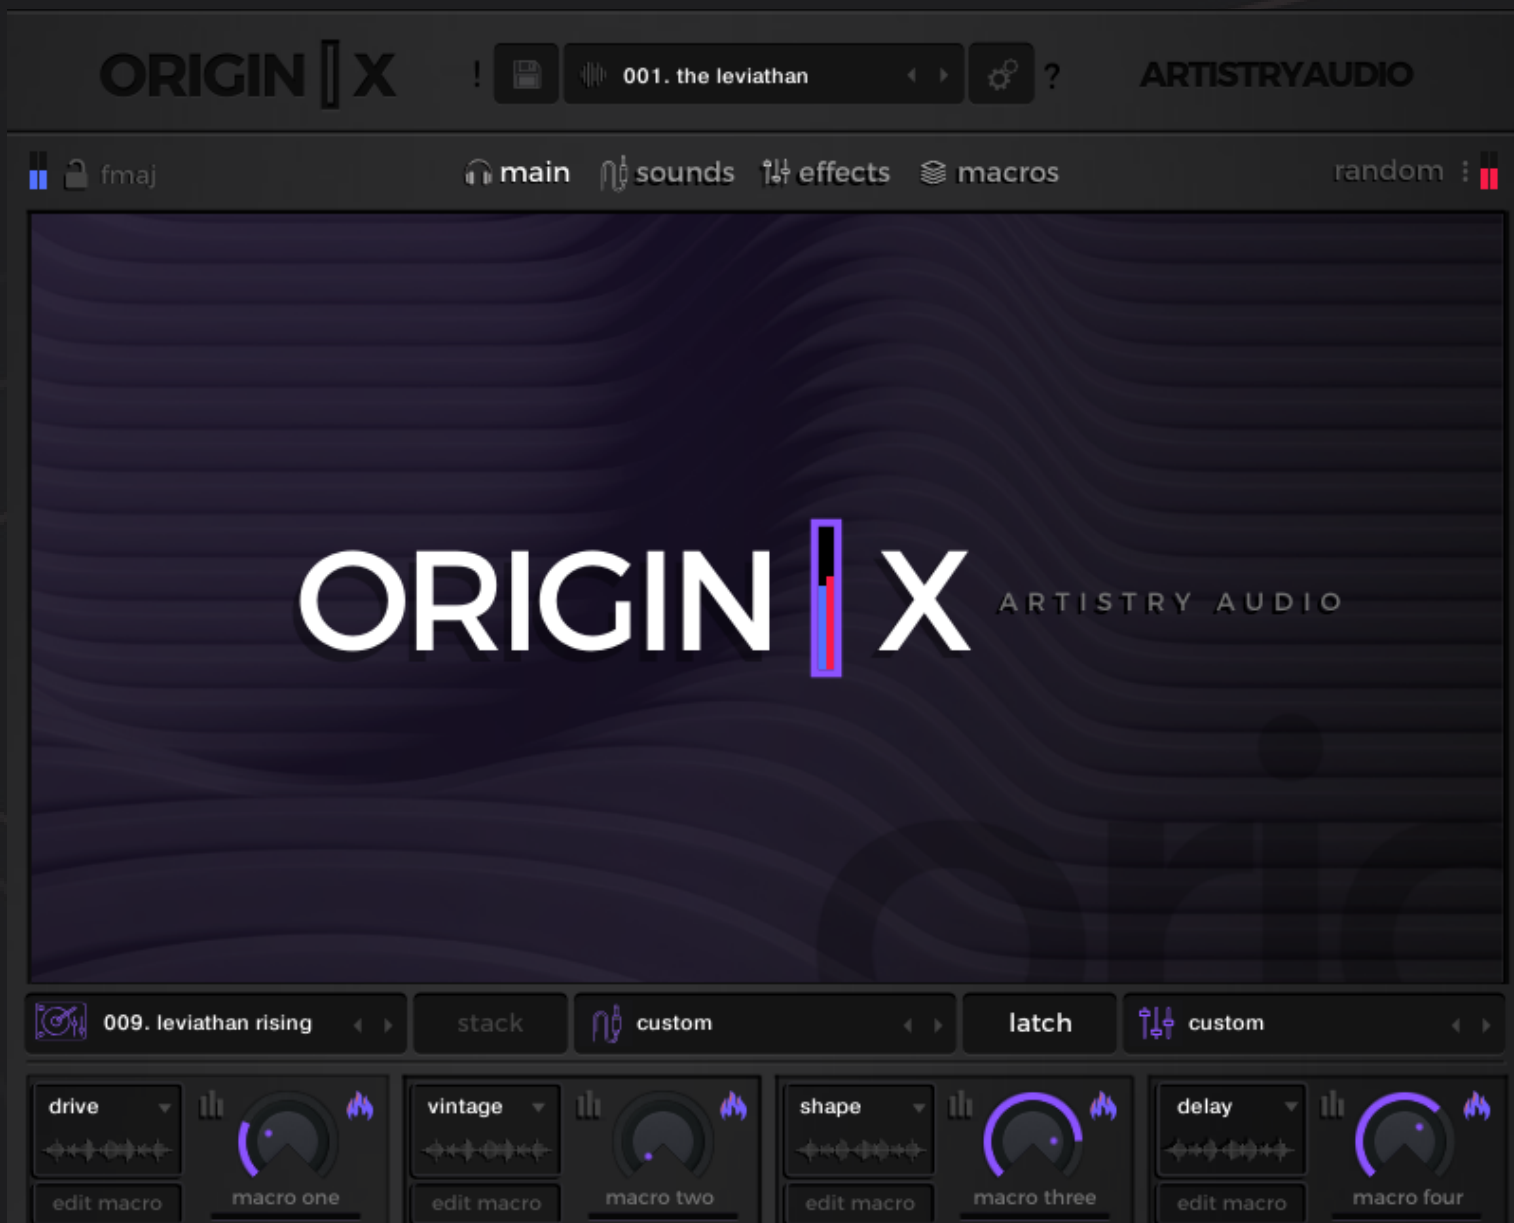 ORIGIN X ! 001. the leviathan ? ARTISTRYAUDIO
fmaj main sounds effects macros random
ORIGIN X ARTISTRY AUDIO
009. leviathan rising stack custom latch custom
drive vintage shape delay
edit macro macro one edit macro macro two edit macro macro three edit macro macro four